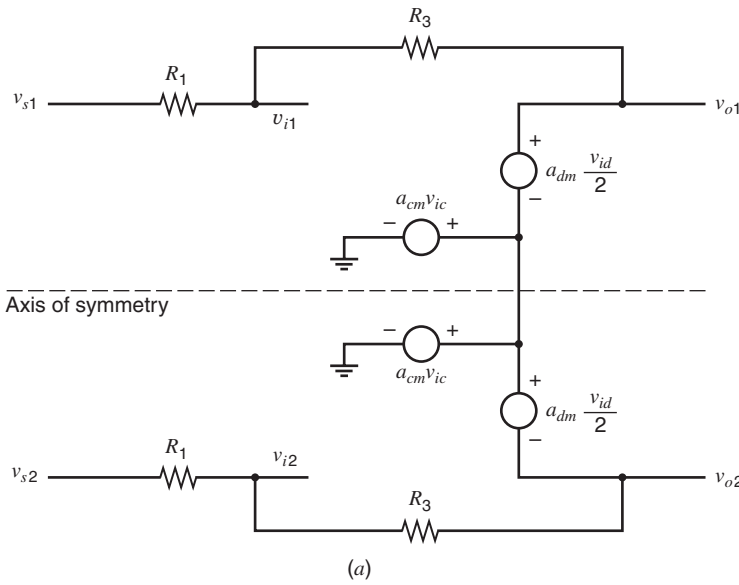 R3
R1
vs1
vi1
vo1
+
adm vid/2
−
acmvic
− +
Axis of symmetry
− +
acmvic
+
adm vid/2
−
R1
vi2
vs2
vo2
R3
(a)